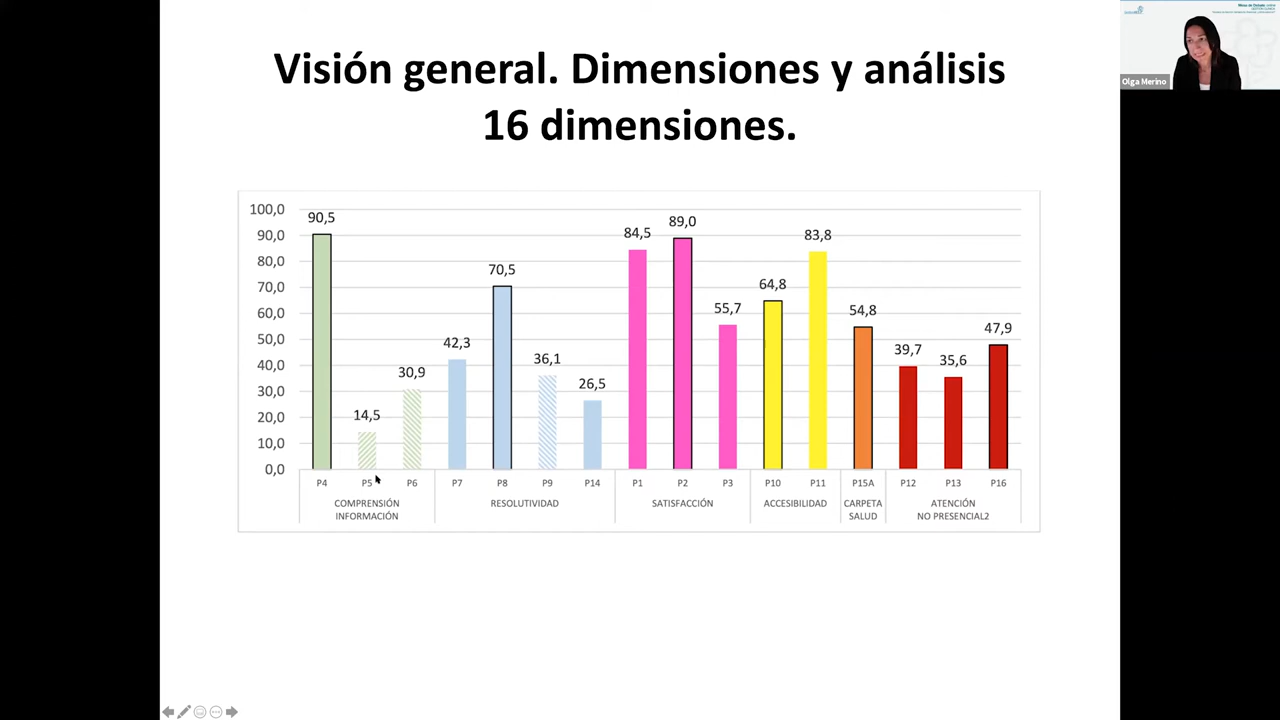 Visión general. Dimensiones y análisis
16 dimensiones.
100,0
90,0
80,0
70,0
60,0
50,0
40,0
30,0
20,0
10,0
0,0
90,5
14,5
30,9
42,3
70,5
36,1
26,5
84,5
89,0
55,7
64,8
83,8
54,8
39,7
35,6
47,9
P4 P5 P6 P7 P8 P9 P14 P1 P2 P3 P10 P11 P15A P12 P13 P16
COMPRENSIÓN
INFORMACIÓN
RESOLUTIVIDAD
SATISFACCIÓN
ACCESIBILIDAD
CARPETA
SALUD
ATENCIÓN
NO PRESENCIAL2
Olga Merino